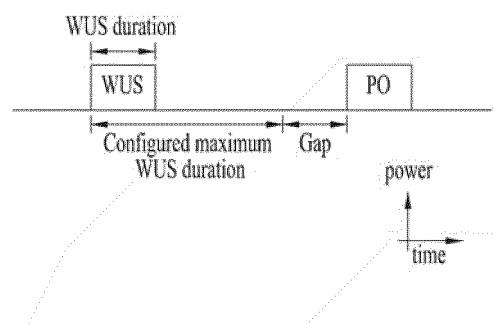 WUS duration
WUS
PO
Configured maximum
WUS duration
Gap
power
time